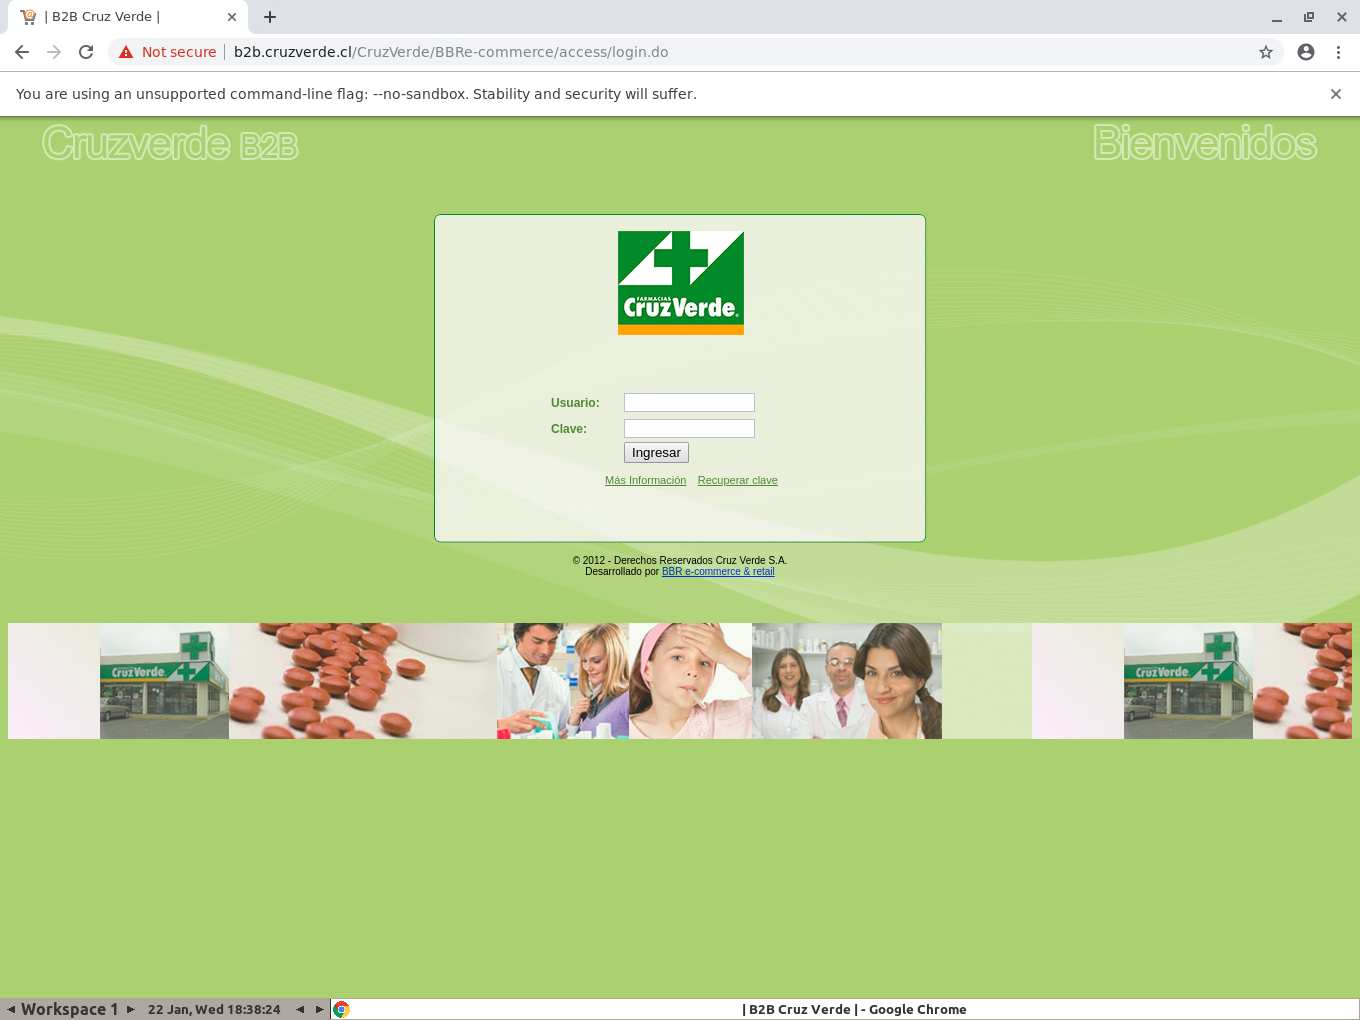 | B2B Cruz Verde |
Not secure | b2b.cruzverde.cl/CruzVerde/BBRe-commerce/access/login.do
You are using an unsupported command-line flag: --no-sandbox. Stability and security will suffer.
Cruzverde B2B
Bienvenidos
FARMACIAS
CruzVerde
Usuario:
Clave:
Ingresar
Más Información Recuperar clave
© 2012 - Derechos Reservados Cruz Verde S.A.
Desarrollado por BBR e-commerce & retail
CruzVerde
CruzVerde
Workspace 1 22 Jan, Wed 18:38:24 | B2B Cruz Verde | - Google Chrome